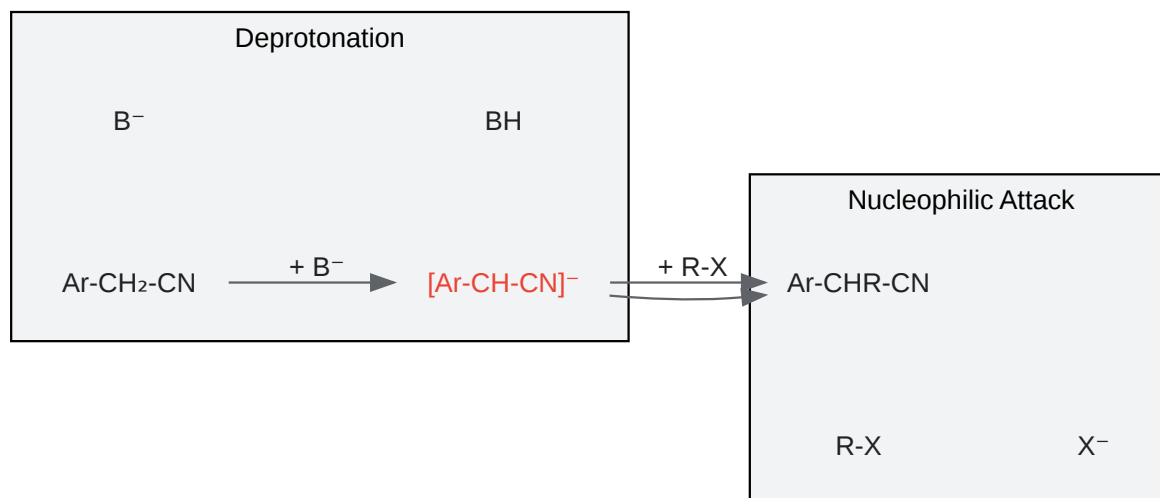 Deprotonation
B⁻
BH
Ar-CH₂-CN
+ B⁻
[Ar-CH-CN]⁻
+ R-X
Nucleophilic Attack
Ar-CHR-CN
R-X
X⁻